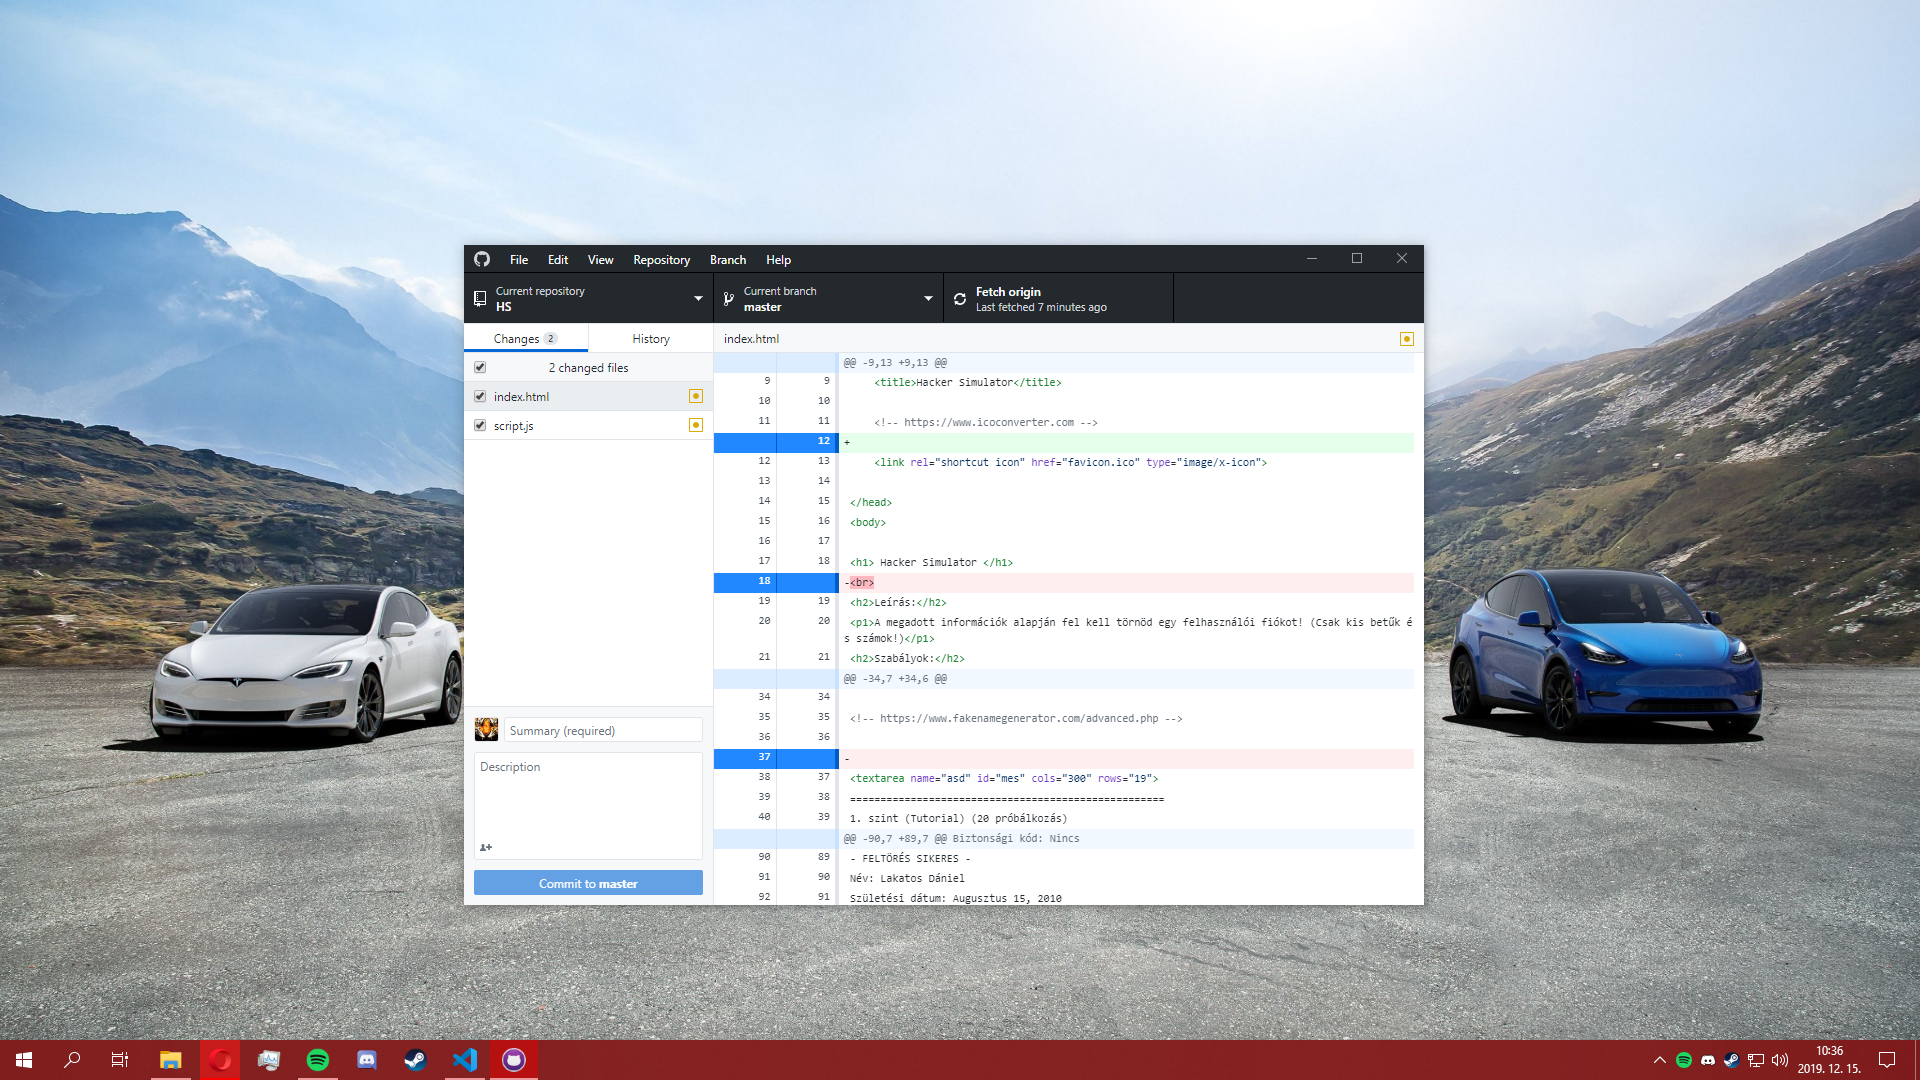 File Edit View Repository Branch Help
Current repository
HS
Current branch
master
Fetch origin
Last fetched 7 minutes ago
Changes 2
History
index.html
2 changed files
index.html
script.js
@@ -9,13 +9,13 @@
9 9 <title>Hacker Simulator</title>
10 10
11 11 <!-- https://www.icoconverter.com -->
12 +
12 13 <link rel="shortcut icon" href="favicon.ico" type="image/x-icon">
13 14
14 15 </head>
15 16 <body>
16 17
17 18 <h1> Hacker Simulator </h1>
18 -<br>
19 19 <h2>Leírás:</h2>
20 20 <p1>A megadott információk alapján fel kell törnöd egy felhasználói fiókot! (Csak kis betűk é
s számok!)</p1>
21 21 <h2>Szabályok:</h2>
@@ -34,7 +34,6 @@
34 34
35 35 <!-- https://www.fakenamegenerator.com/advanced.php -->
36 36
37 -
38 37 <textarea name="asd" id="mes" cols="300" rows="19">
39 38 ====================================================
40 39 1. szint (Tutorial) (20 próbálkozás)
@@ -90,7 +89,7 @@ Biztonsági kód: Nincs
90 89 - FELTÖRÉS SIKERES -
91 90 Név: Lakatos Dániel
92 91 Születési dátum: Augusztus 15, 2010
Summary (required)
Description
Commit to master
10:36
2019. 12. 15.